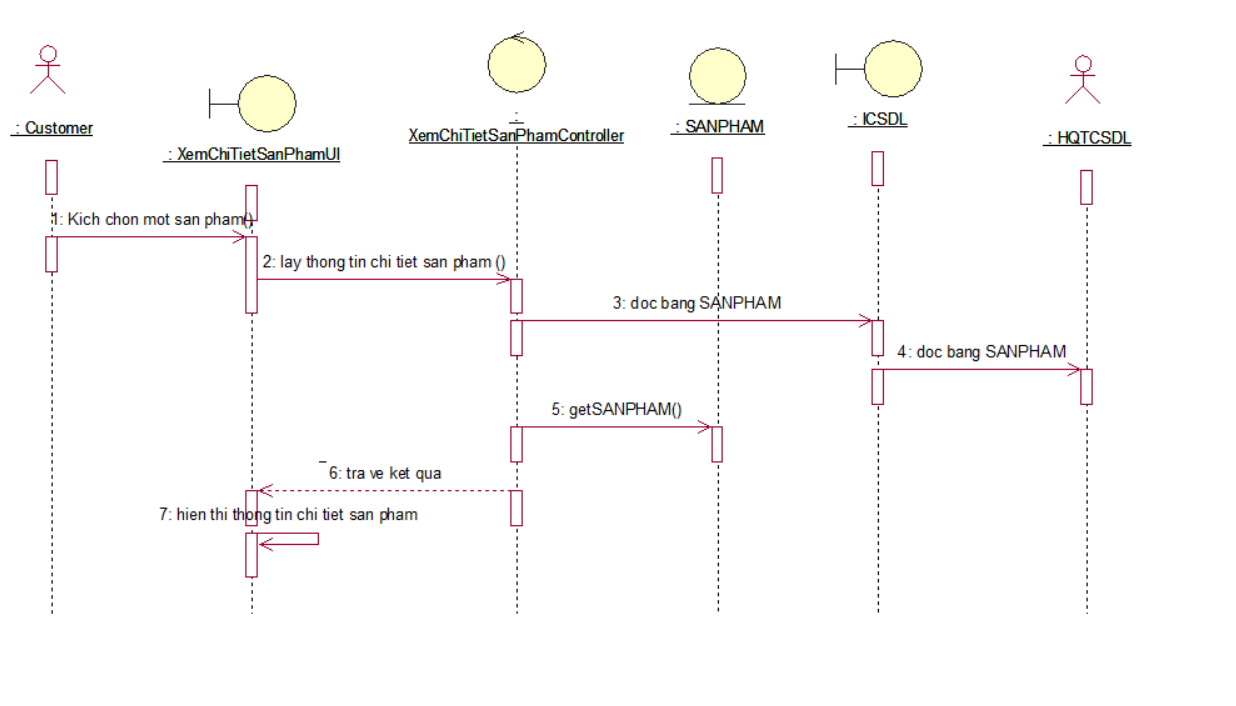 : Customer
: XemChiTietSanPhamUI
:
XemChiTietSanPhamController
: SANPHAM
: ICSDL
: HQTCSDL
1: Kich chon mot san pham()
2: lay thong tin chi tiet san pham ()
3: doc bang SANPHAM
4: doc bang SANPHAM
5: getSANPHAM()
6: tra ve ket qua
7: hien thi thong tin chi tiet san pham